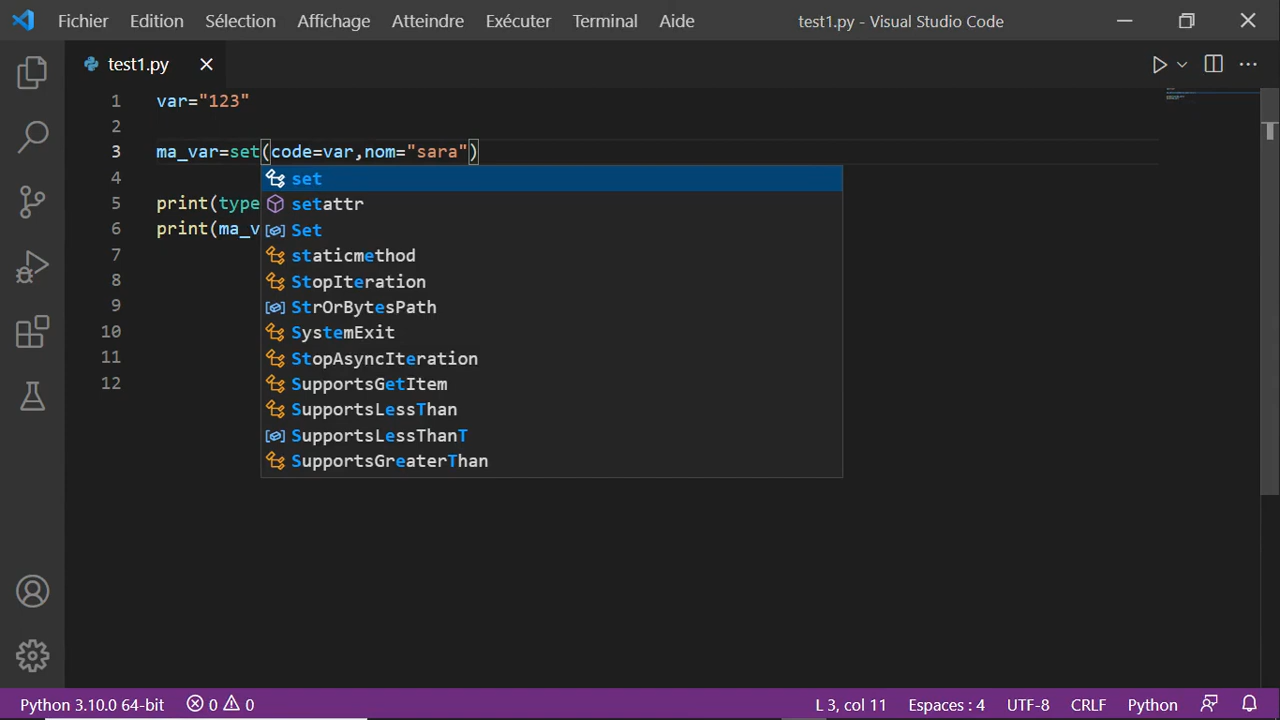 Fichier Edition Sélection Affichage Atteindre Exécuter Terminal Aide test1.py - Visual Studio Code
test1.py
1 var="123"
2
3 ma_var=set(code=var,nom="sara")
4 set
setattr
5 print(type
6 print(ma_v
Set
7 staticmethod
8 StopIteration
9 StrOrBytesPath
10 SystemExit
11 StopAsyncIteration
12 SupportsGetItem
SupportsLessThan
SupportsLessThanT
SupportsGreaterThan
Python 3.10.0 64-bit 0 0 L 3, col 11 Espaces : 4 UTF-8 CRLF Python